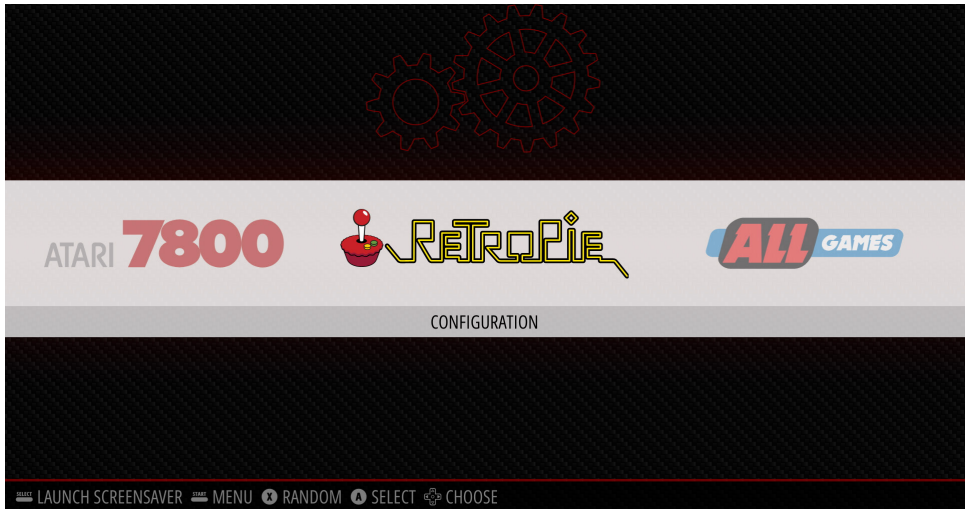 ATARI 7800 RETROPIE ALL GAMES
CONFIGURATION
SELECT LAUNCH SCREENSAVER START MENU X RANDOM A SELECT CHOOSE